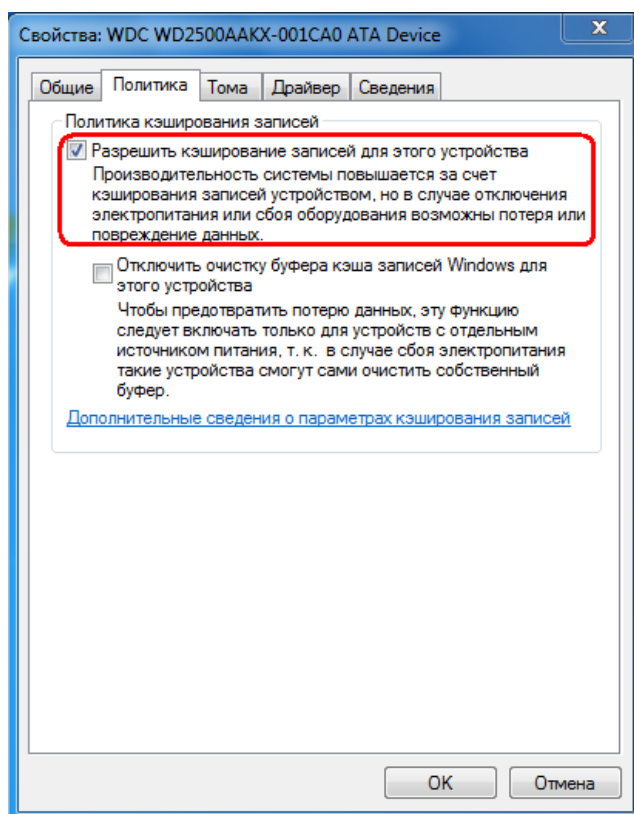 Свойства: WDC WD2500AAKX-001CA0 ATA Device
X
Общие Политика Тома Драйвер Сведения
Политика кэширования записей
Разрешить кэширование записей для этого устройства
Производительность системы повышается за счет
кэширования записей устройством, но в случае отключения
электропитания или сбоя оборудования возможны потеря или
повреждение данных.
Отключить очистку буфера кэша записей Windows для
этого устройства
Чтобы предотвратить потерю данных, эту функцию
следует включать только для устройств с отдельным
источником питания, т. к. в случае сбоя электропитания
такие устройства смогут сами очистить собственный
буфер.
Дополнительные сведения о параметрах кэширования записей
OK Отмена